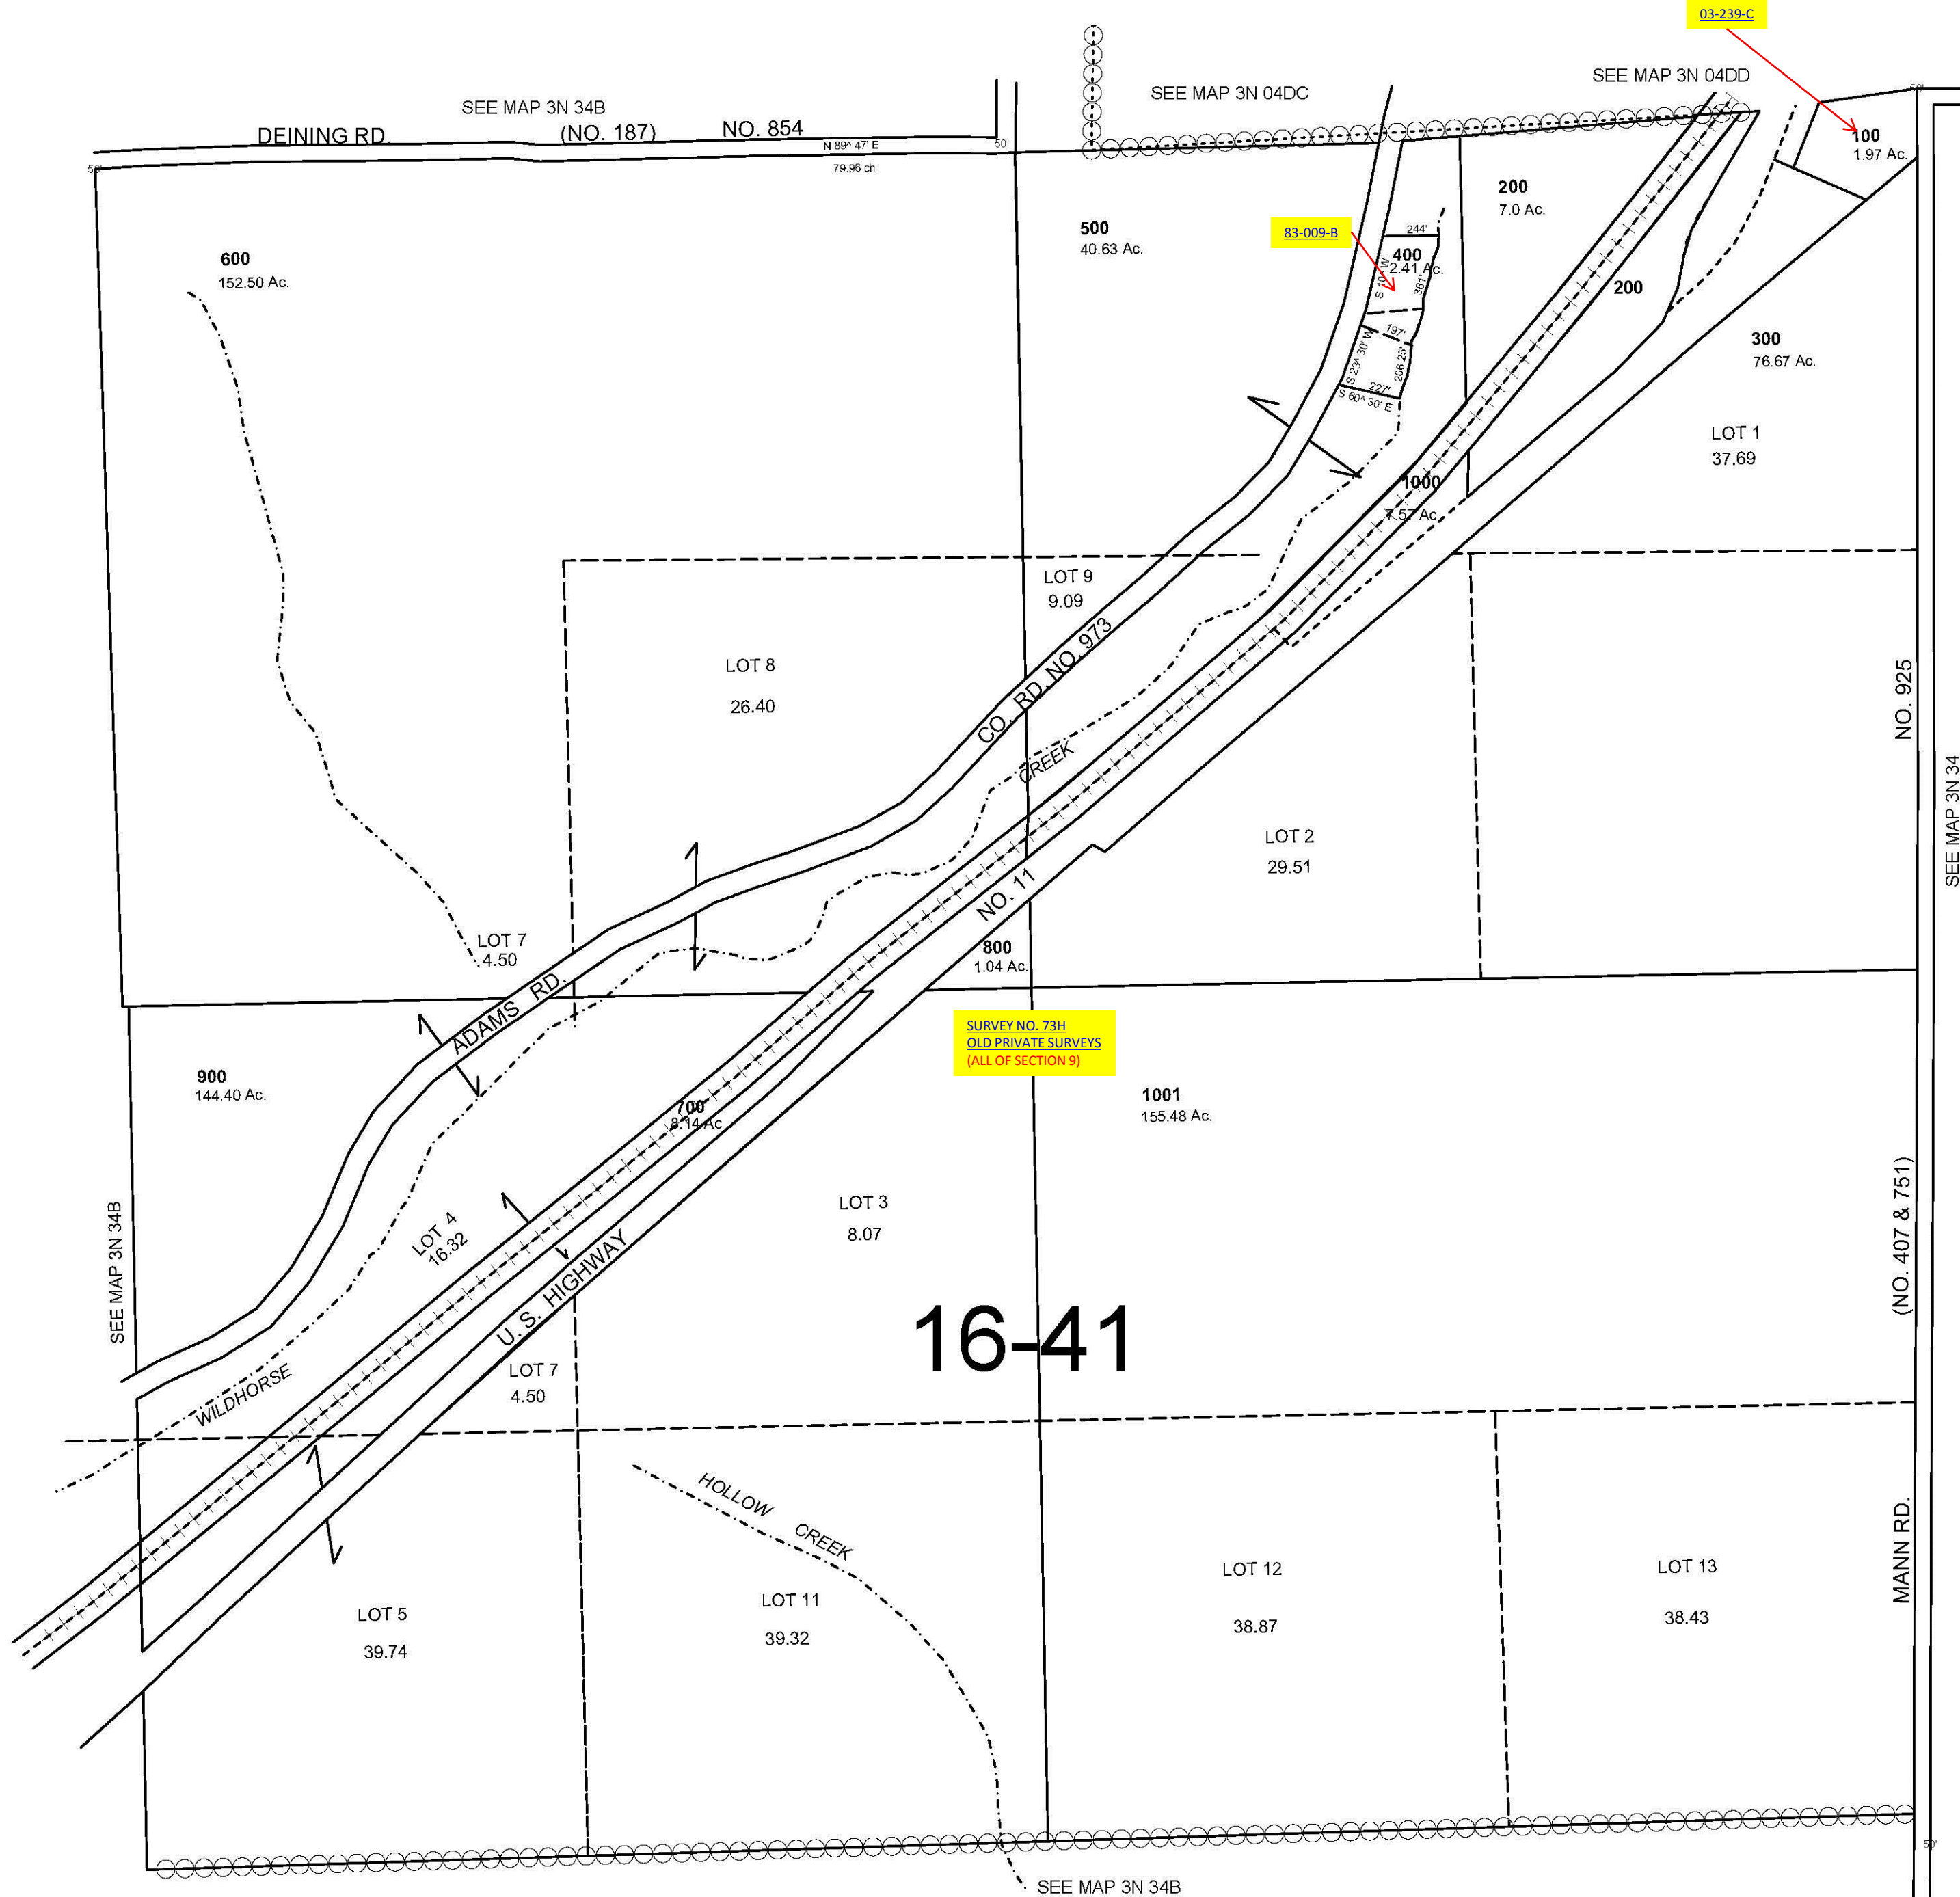 03-239-C
SEE MAP 3N 04DD
SEE MAP 3N 04DC
SEE MAP 3N 34B
DEINING RD. (NO. 187) NO. 854
N 89^ 47' E
79.96 ch
50'
50'
50'
100
1.97 Ac.
200
7.0 Ac.
500
40.63 Ac.
83-009-B
244'
400
2.41 Ac.
S 10^ W
361'
197'
S 23^ 30' W
206.25'
227'
S 60^ 30' E
600
152.50 Ac.
200
300
76.67 Ac.
LOT 1
37.69
1000
7.57 Ac.
LOT 9
9.09
LOT 8
26.40
CO. RD. NO. 973
CREEK
NO. 925
SEE MAP 3N 34
LOT 2
29.51
NO. 11
LOT 7
4.50
800
1.04 Ac.
ADAMS RD.
SURVEY NO. 73H
OLD PRIVATE SURVEYS
(ALL OF SECTION 9)
900
144.40 Ac.
700
8.14 Ac
1001
155.48 Ac.
LOT 3
8.07
LOT 4
16.32
SEE MAP 3N 34B
U. S. HIGHWAY
(NO. 407 & 751)
16-41
WILDHORSE
LOT 7
4.50
HOLLOW CREEK
MANN RD.
LOT 5
39.74
LOT 11
39.32
LOT 12
38.87
LOT 13
38.43
50'
SEE MAP 3N 34B